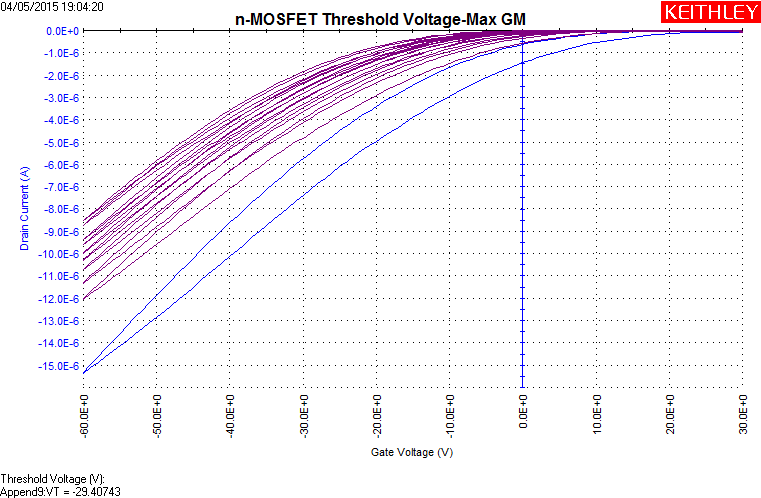 04/05/2015 19:04:20
n-MOSFET Threshold Voltage-Max GM
KEITHLEY
0.0E+0
-1.0E-6
-2.0E-6
-3.0E-6
-4.0E-6
-5.0E-6
-6.0E-6
-7.0E-6
-8.0E-6
-9.0E-6
-10.0E-6
-11.0E-6
-12.0E-6
-13.0E-6
-14.0E-6
-15.0E-6
Drain Current (A)
-60.0E+0
-50.0E+0
-40.0E+0
-30.0E+0
-20.0E+0
-10.0E+0
0.0E+0
10.0E+0
20.0E+0
30.0E+0
Gate Voltage (V)
Threshold Voltage (V):
Append9:VT = -29.40743